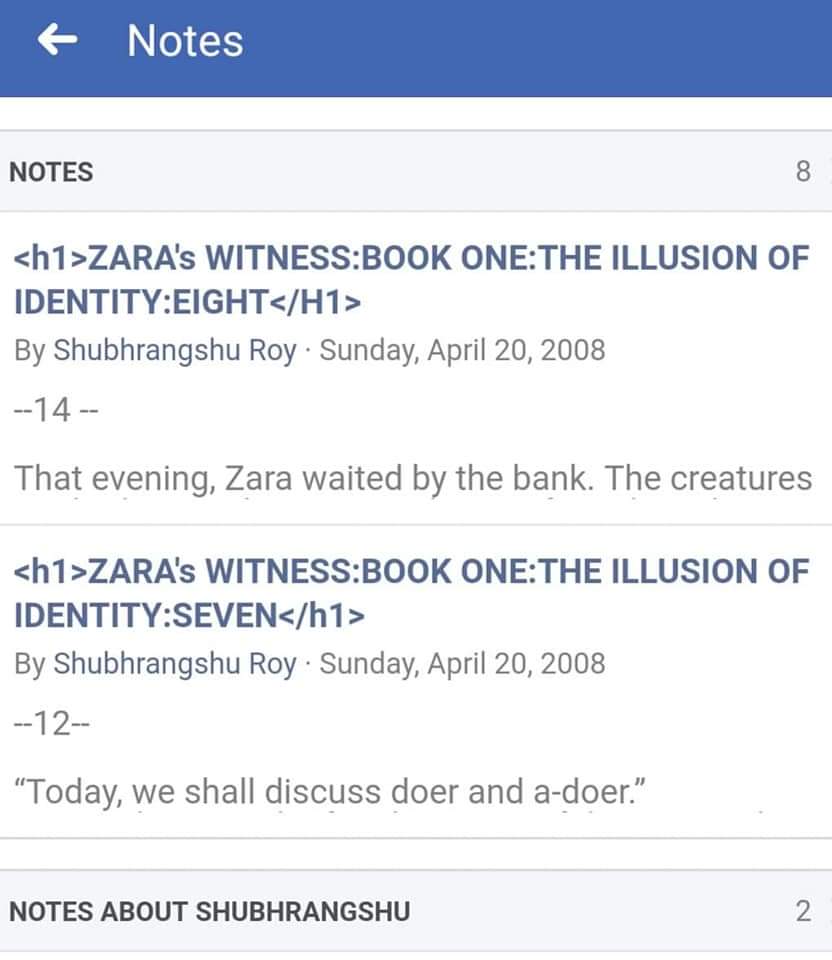 Notes
NOTES 8
<h1>ZARA's WITNESS:BOOK ONE:THE ILLUSION OF
IDENTITY:EIGHT</H1>
By Shubhrangshu Roy · Sunday, April 20, 2008
--14 --
That evening, Zara waited by the bank. The creatures
<h1>ZARA's WITNESS:BOOK ONE:THE ILLUSION OF
IDENTITY:SEVEN</h1>
By Shubhrangshu Roy · Sunday, April 20, 2008
--12--
“Today, we shall discuss doer and a-doer.”
NOTES ABOUT SHUBHRANGSHU 2